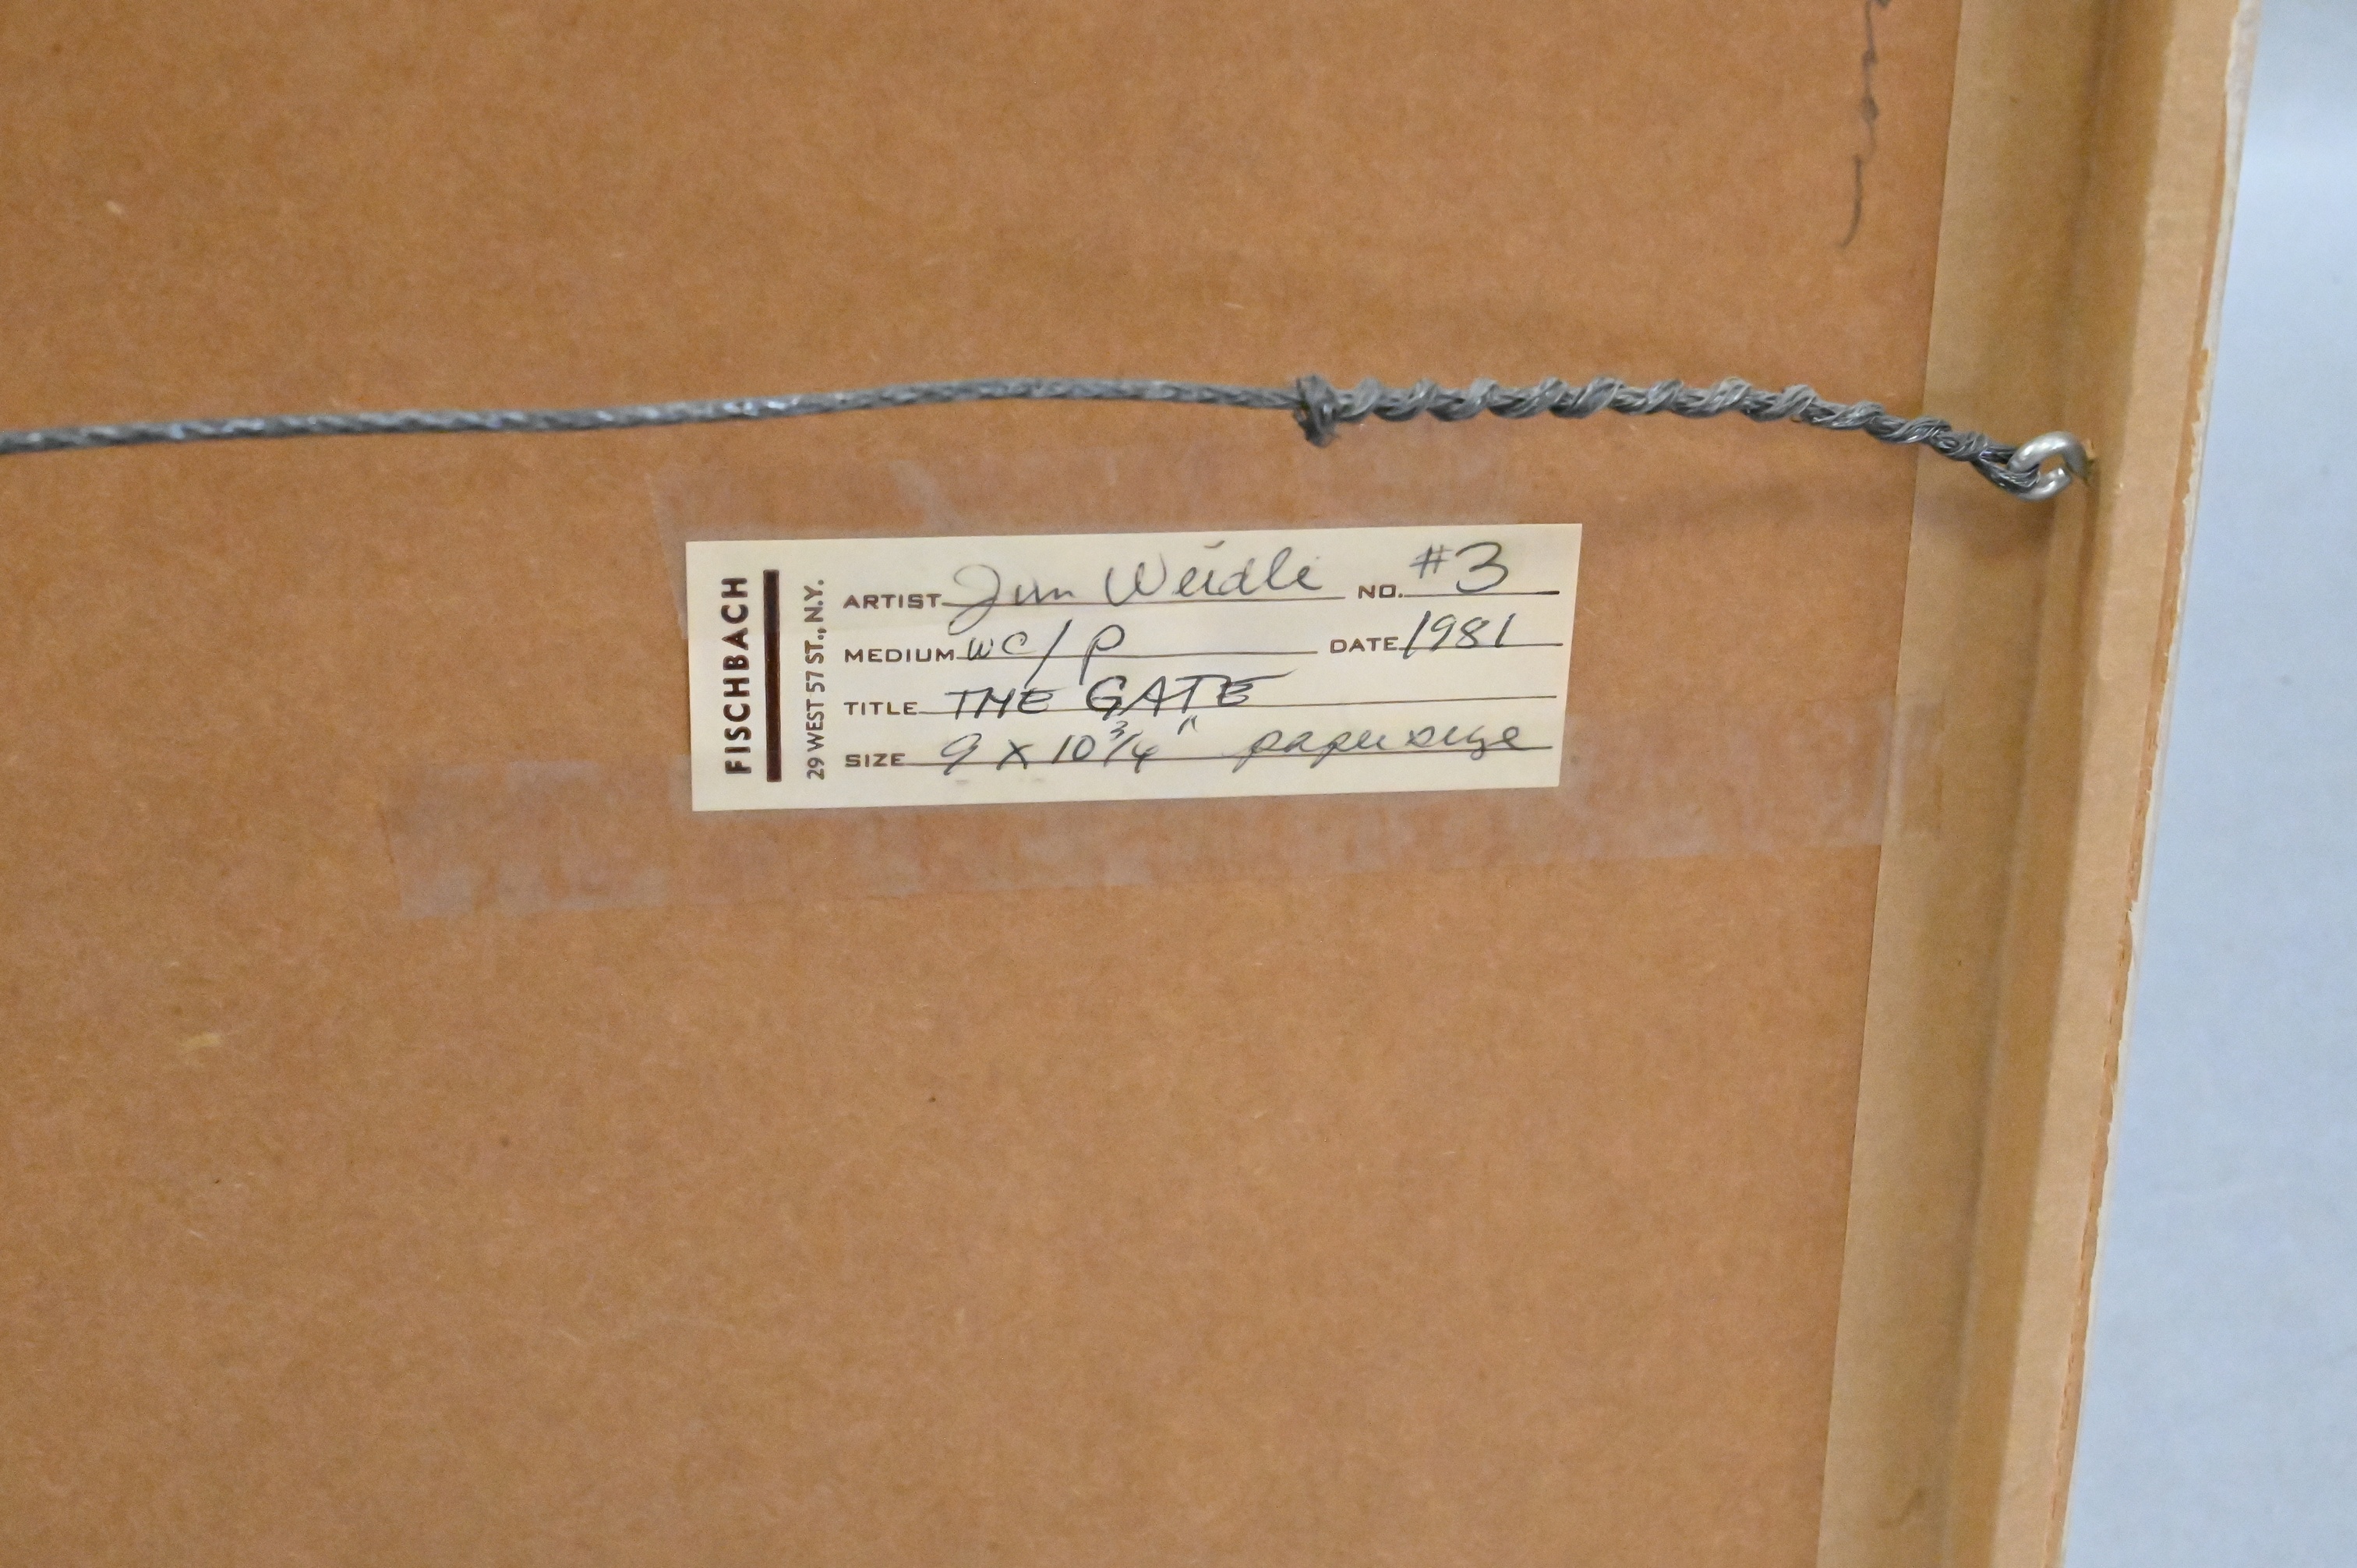 FISCHBACH
29 WEST 57 ST., N.Y.
ARTIST Jim Weidle NO. #3
MEDIUM wc/p DATE 1981
TITLE THE GATE
SIZE 9 x 10 3/4" paper size